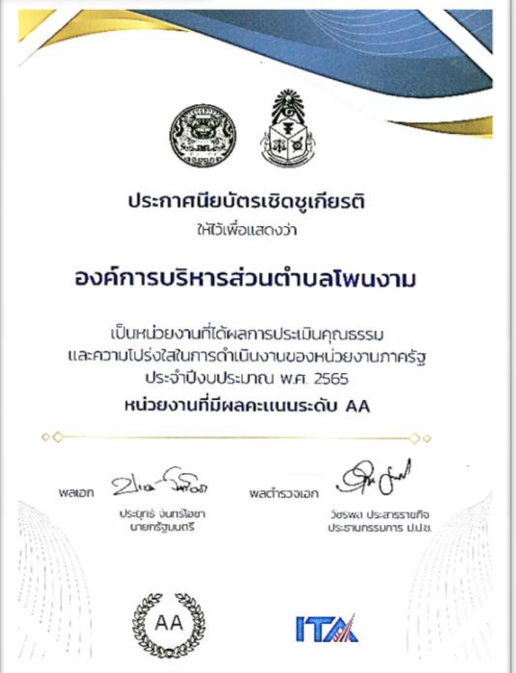 ประกาศนียบัตรเชิดชูเกียรติ
ให้ไว้เพื่อแสดงว่า
องค์การบริหารส่วนตำบลโพนงาม
เป็นหน่วยงานที่ได้ผลการประเมินคุณธรรม
และความโปร่งใสในการดำเนินงานของหน่วยงานภาครัฐ
ประจำปีงบประมาณ พ.ศ. 2565
หน่วยงานที่มีผลคะแนนระดับ AA
พลเอก
ประยุทธ์ จันทร์โอชา
นายกรัฐมนตรี
พลตำรวจเอก
วัชรพล ประสารราชกิจ
ประธานกรรมการ ป.ป.ช.
AA
ITA